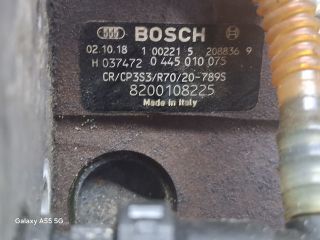 BOSCH
02.10.18 1 00221 5 208836 9
H 037472 0 445 010 075
CR/CP3S3/R70/20-789S
8200108225
Made in Italy
Galaxy A55 5G